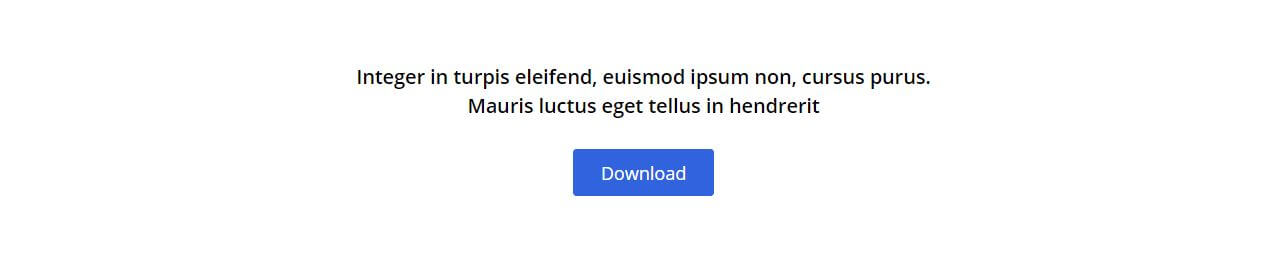 Integer in turpis eleifend, euismod ipsum non, cursus purus.
Mauris luctus eget tellus in hendrerit
Download